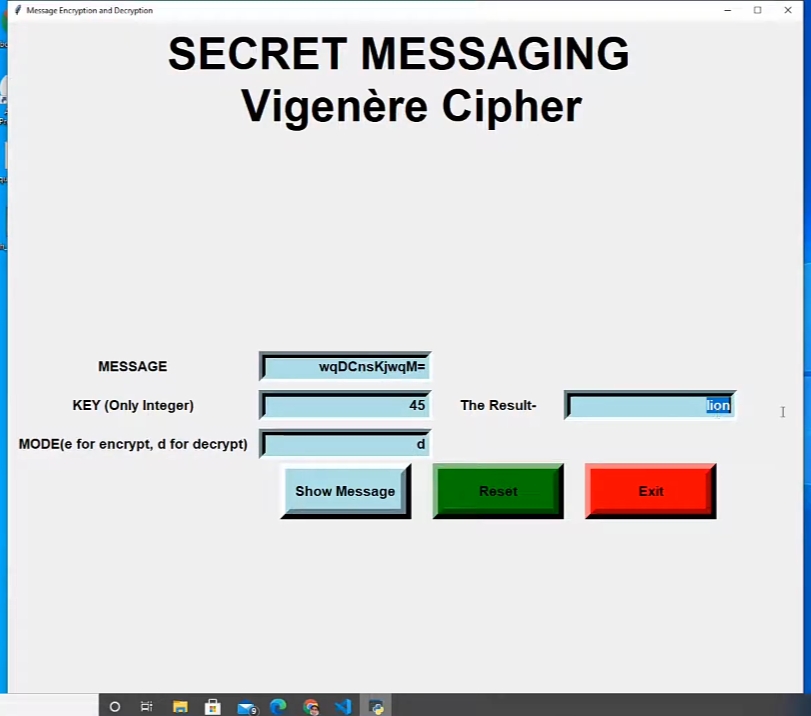 Message Encryption and Decryption
SECRET MESSAGING
Vigenère Cipher
MESSAGE
wqDCnsKjwqM=
KEY (Only Integer)
45
The Result-
lion
MODE(e for encrypt, d for decrypt)
d
Show Message
Reset
Exit
9